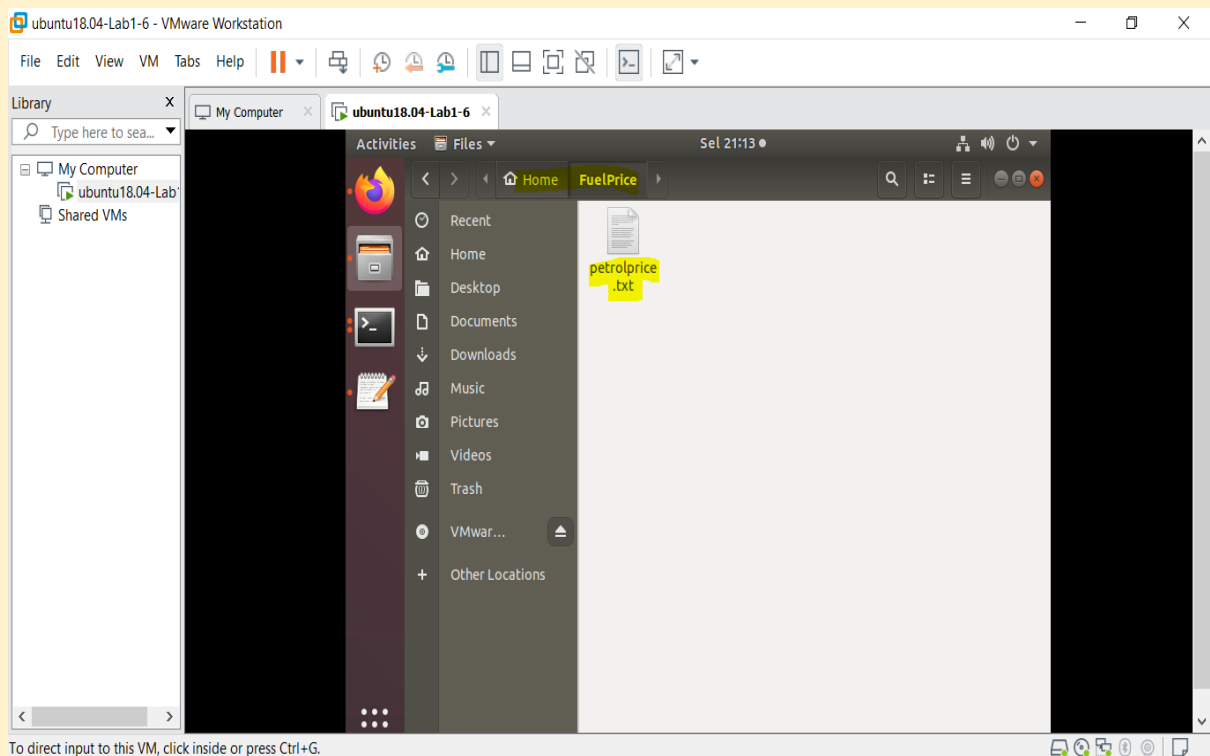 ubuntu18.04-Lab1-6 - VMware Workstation
File Edit View VM Tabs Help
Library X
Type here to sea...
My Computer
ubuntu18.04-Lab
Shared VMs
My Computer
ubuntu18.04-Lab1-6
Activities Files Sel 21:13
Home FuelPrice
Recent
Home
Desktop
Documents
Downloads
Music
Pictures
Videos
Trash
VMwar...
Other Locations
petrolprice
.txt
To direct input to this VM, click inside or press Ctrl+G.